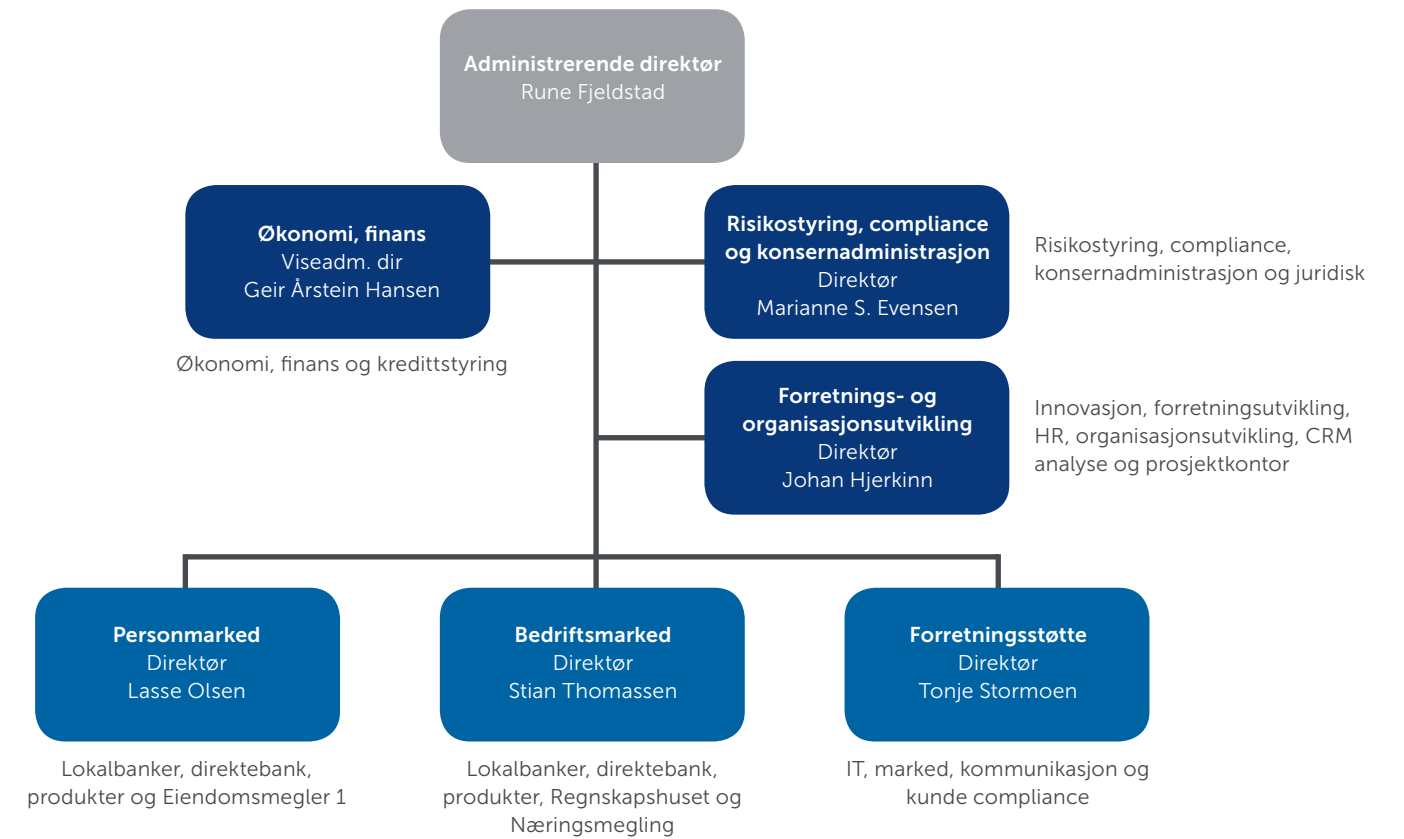 Administrerende direktør
Rune Fjeldstad
Økonomi, finans
Viseadm. dir
Geir Årstein Hansen
Økonomi, finans og kredittstyring
Risikostyring, compliance
og konsernadministrasjon
Direktør
Marianne S. Evensen
Risikostyring, compliance,
konsernadministrasjon og juridisk
Forretnings- og
organisasjonsutvikling
Direktør
Johan Hjerkinn
Innovasjon, forretningsutvikling,
HR, organisasjonsutvikling, CRM
analyse og prosjektkontor
Personmarked
Direktør
Lasse Olsen
Lokalbanker, direktebank,
produkter og Eiendomsmegler 1
Bedriftsmarked
Direktør
Stian Thomassen
Lokalbanker, direktebank,
produkter, Regnskapshuset og
Næringsmegling
Forretningsstøtte
Direktør
Tonje Stormoen
IT, marked, kommunikasjon og
kunde compliance